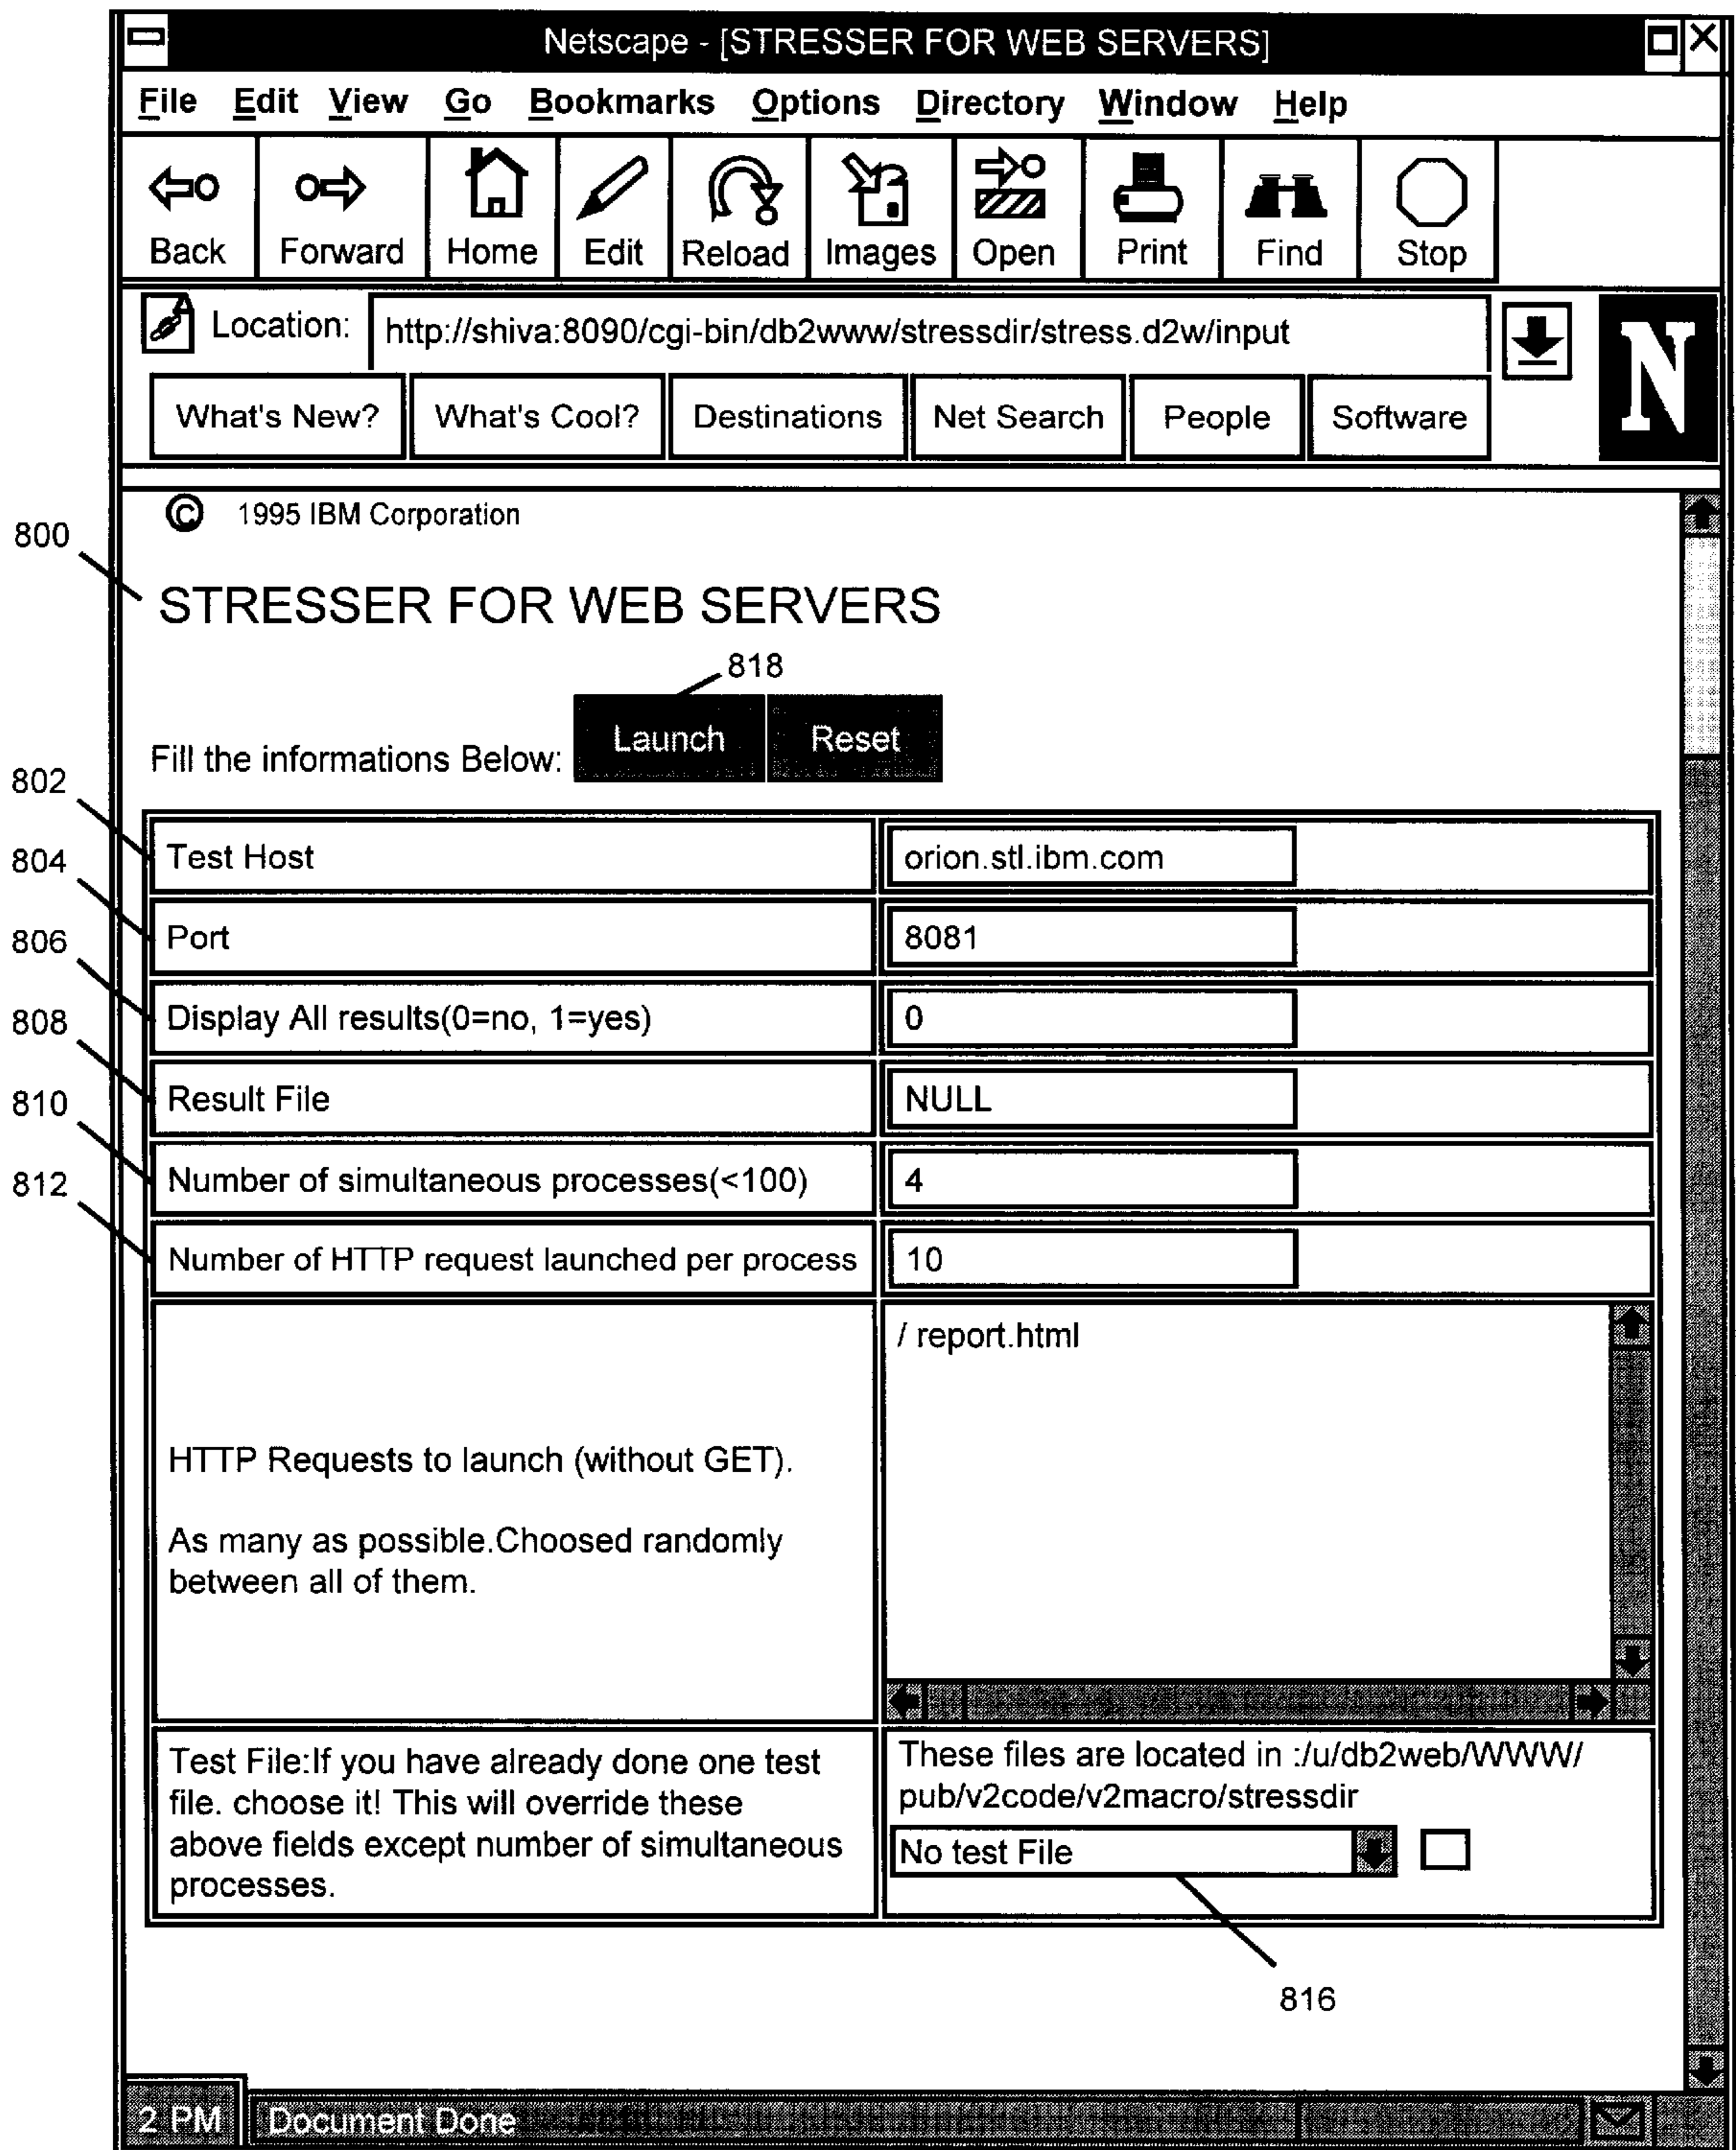 Netscape - [STRESSER FOR WEB SERVERS]
File Edit View Go Bookmarks Options Directory Window Help
Back Forward Home Edit Reload Images Open Print Find Stop
Location: http://shiva:8090/cgi-bin/db2www/stressdir/stress.d2w/input
N
What's New? What's Cool? Destinations Net Search People Software
© 1995 IBM Corporation
800
STRESSER FOR WEB SERVERS
818
Fill the informations Below: Launch Reset
802
Test Host orion.stl.ibm.com
804
Port 8081
806
Display All results(0=no, 1=yes) 0
808
Result File NULL
810
Number of simultaneous processes(<100) 4
812
Number of HTTP request launched per process 10
/ report.html
HTTP Requests to launch (without GET).
As many as possible.Choosed randomly
between all of them.
Test File:If you have already done one test
file. choose it! This will override these
above fields except number of simultaneous
processes.
These files are located in :/u/db2web/WWW/
pub/v2code/v2macro/stressdir
No test File
816
2 PM Document Done